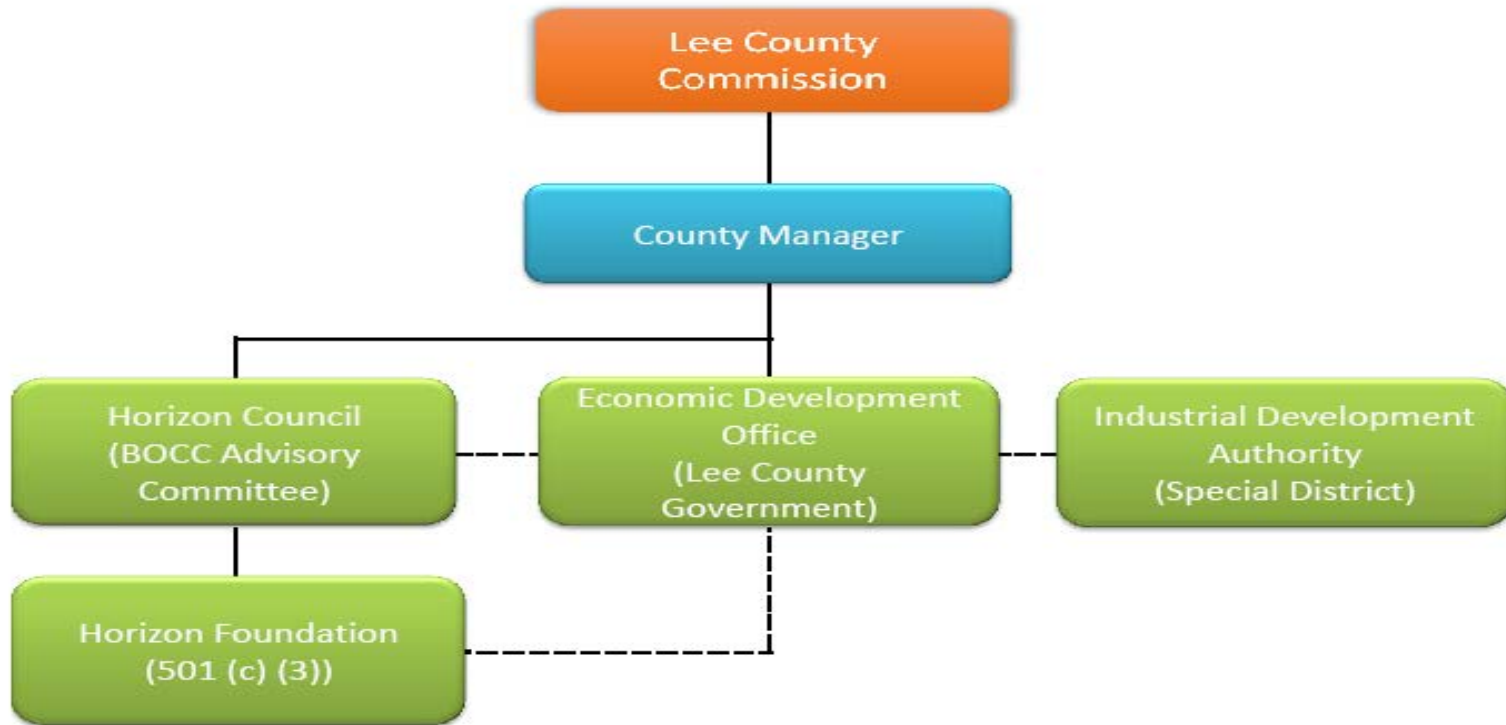 Lee County
Commission
County Manager
Horizon Council
(BOCC Advisory
Committee)
Economic Development
Office
(Lee County
Government)
Industrial Development
Authority
(Special District)
Horizon Foundation
(501 (c) (3))